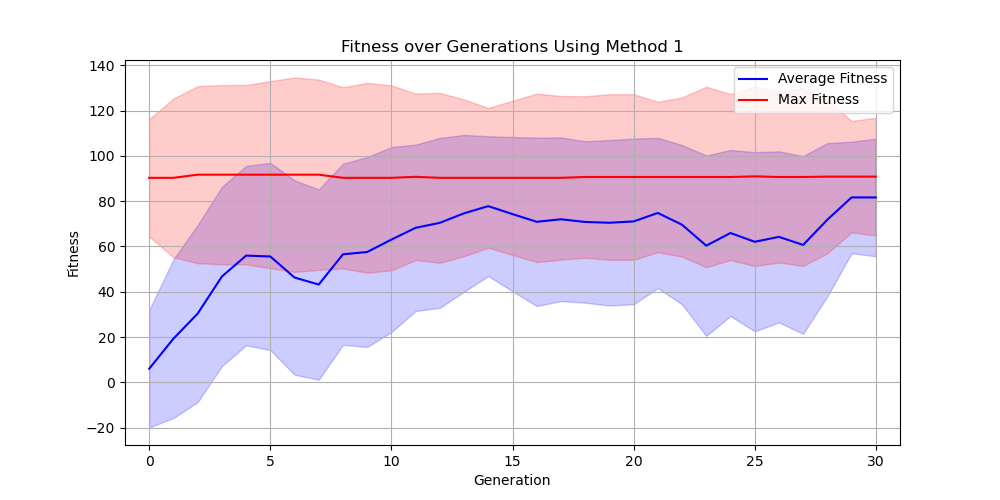 Fitness over Generations Using Method 1
140
120
100
80
60
40
20
0
−20
Fitness
Average Fitness
Max Fitness
0 5 10 15 20 25 30
Generation